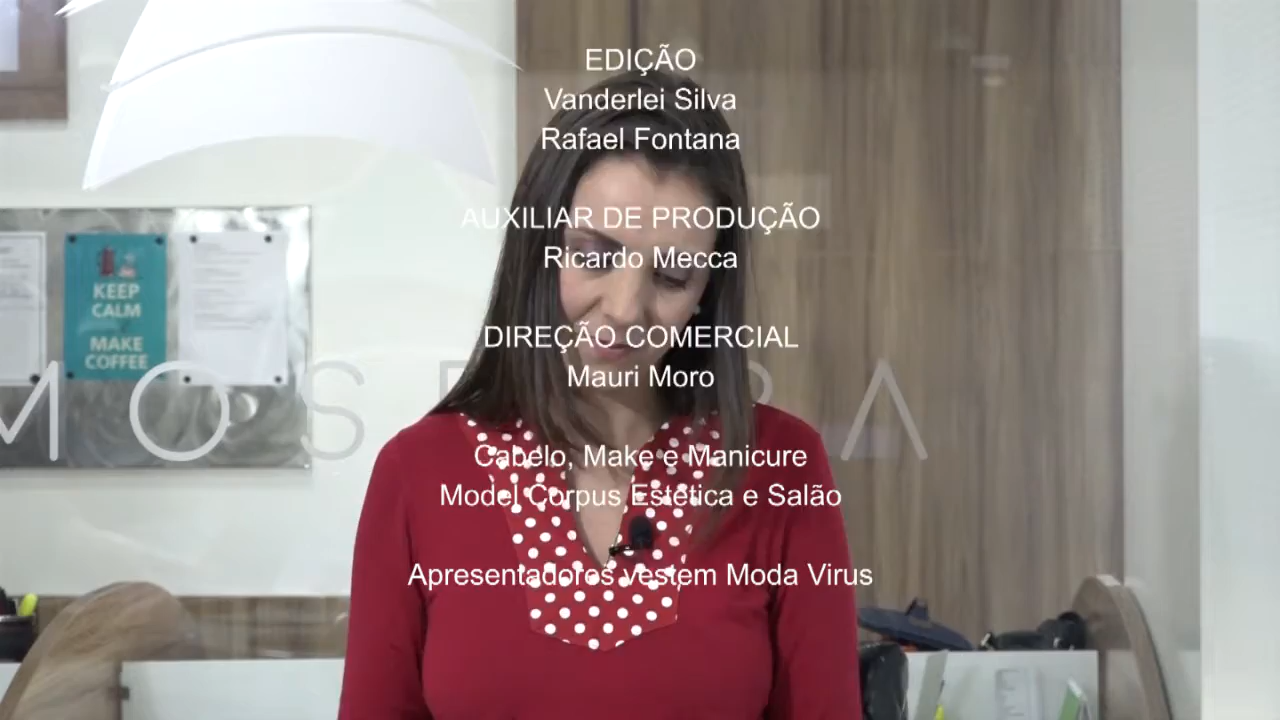 EDIÇÃO
Vanderlei Silva
Rafael Fontana
AUXILIAR DE PRODUÇÃO
Ricardo Mecca
DIREÇÃO COMERCIAL
Mauri Moro
Cabelo, Make e Manicure
Model Corpus Estética e Salão
Apresentadores vestem Moda Virus
KEEP
CALM
MAKE
COFFEE